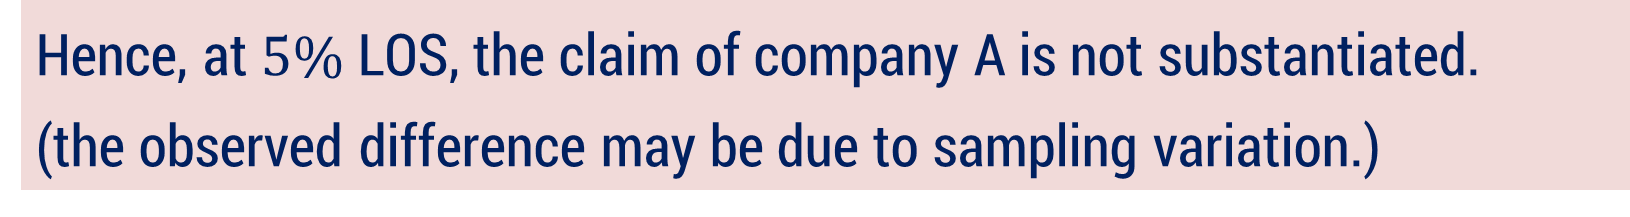 Hence, at 5% LOS, the claim of company A is not substantiated.
(the observed difference may be due to sampling variation.)